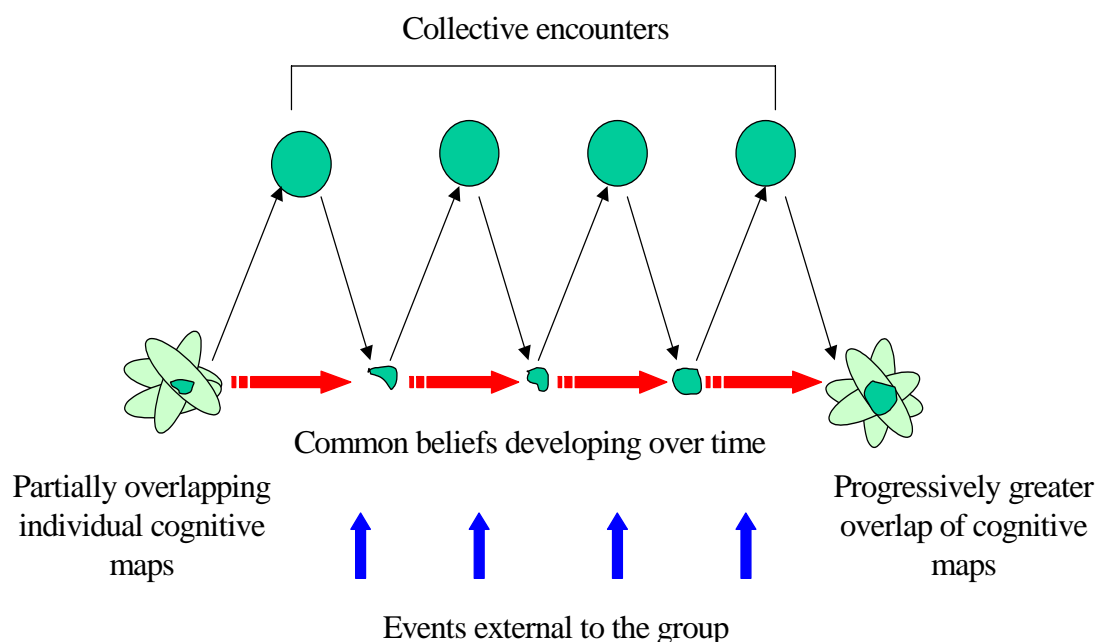 Collective encounters
Common beliefs developing over time
Partially overlapping
individual cognitive
maps
Progressively greater
overlap of cognitive
maps
Events external to the group